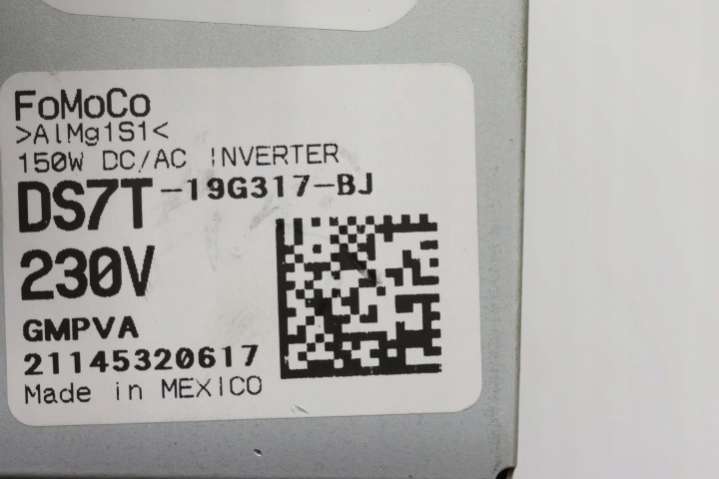 FoMoCo
>AlMg1S1<
150W DC/AC INVERTER
DS7T-19G317-BJ
230V
GMPVA
21145320617
Made in MEXICO